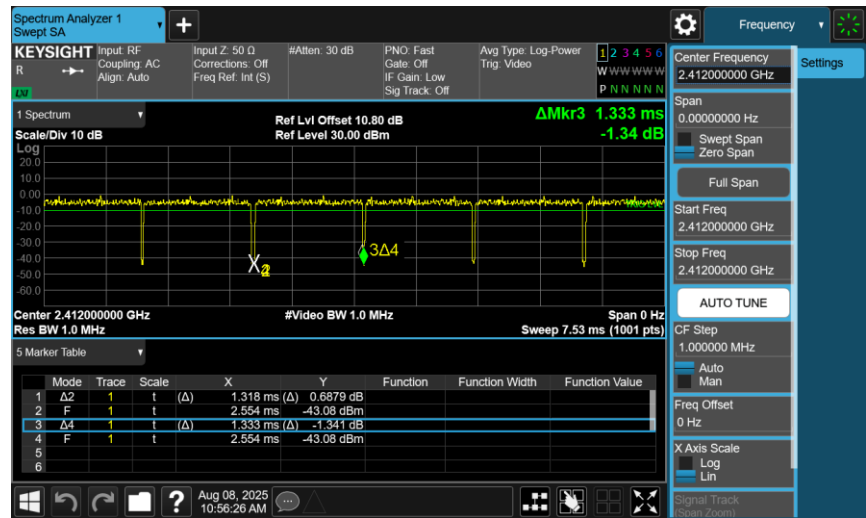 Spectrum Analyzer 1
Swept SA
+
Frequency
KEYSIGHT
R
LXI
Input: RF
Coupling: AC
Align: Auto
Input Z: 50 Ω
Corrections: Off
Freq Ref: Int (S)
#Atten: 30 dB
PNO: Fast
Gate: Off
IF Gain: Low
Sig Track: Off
Avg Type: Log-Power
Trig: Video
1 2 3 4 5 6
W W W W W W
P N N N N N
Center Frequency
2.412000000 GHz
Settings
1 Spectrum
Scale/Div 10 dB
Ref Lvl Offset 10.80 dB
Ref Level 30.00 dBm
ΔMkr3 1.333 ms
-1.34 dB
Log
20.0
10.0
0.00
-10.0
-20.0
-30.0
-40.0
-50.0
-60.0
3Δ4
Center 2.412000000 GHz
Res BW 1.0 MHz
#Video BW 1.0 MHz
Span 0 Hz
Sweep 7.53 ms (1001 pts)
Span
0.00000000 Hz
Swept Span
Zero Span
Full Span
Start Freq
2.412000000 GHz
Stop Freq
2.412000000 GHz
AUTO TUNE
CF Step
1.000000 MHz
Auto
Man
Freq Offset
0 Hz
X Axis Scale
Log
Lin
Signal Track
(Span Zoom)
5 Marker Table
Mode Trace Scale X Y Function Function Width Function Value
1 Δ2 1 t (Δ) 1.318 ms (Δ) 0.6879 dB
2 F 1 t 2.554 ms -43.08 dBm
3 Δ4 1 t (Δ) 1.333 ms (Δ) -1.341 dB
4 F 1 t 2.554 ms -43.08 dBm
5
6
?
Aug 08, 2025
10:56:26 AM